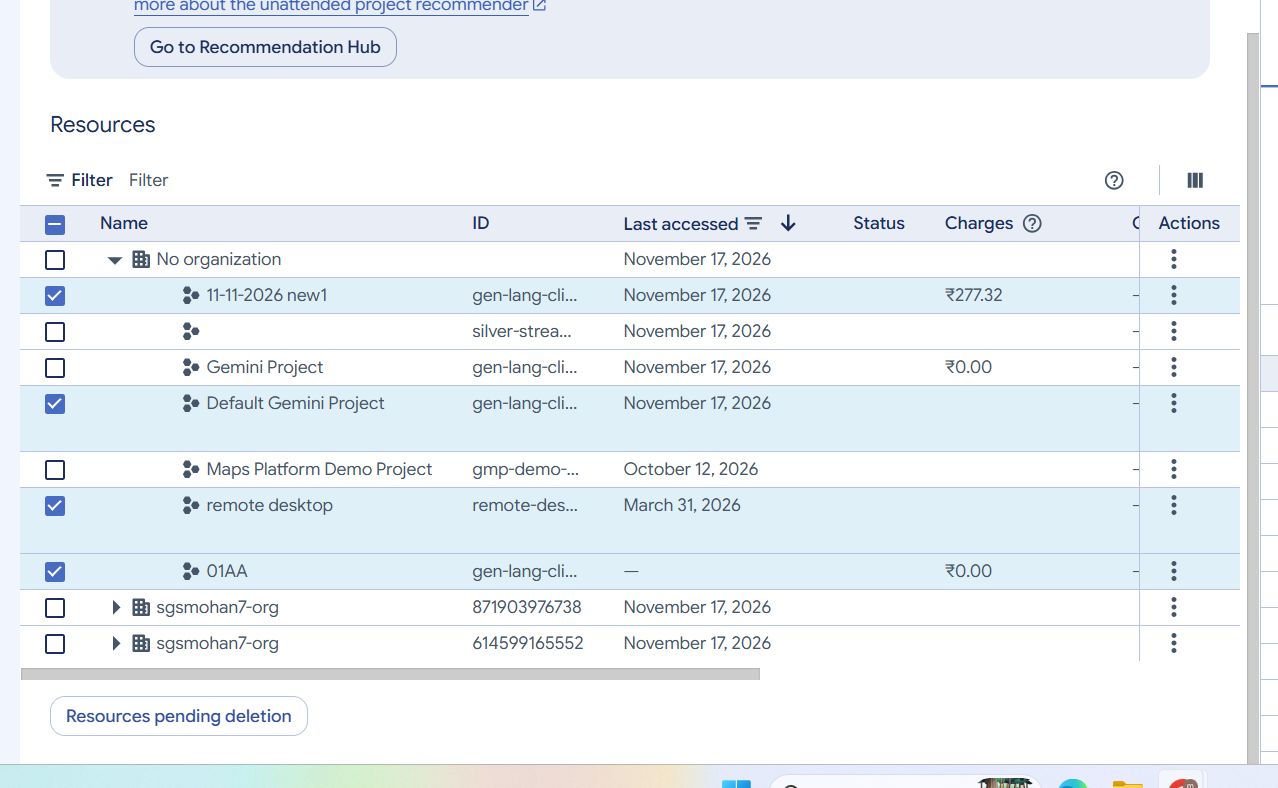 more about the unattended project recommender
Go to Recommendation Hub
Resources
Filter Filter
Name ID Last accessed Status Charges Actions
No organization November 17, 2026
11-11-2026 new1 gen-lang-cli... November 17, 2026 ₹277.32 –
silver-strea... November 17, 2026 –
Gemini Project gen-lang-cli... November 17, 2026 ₹0.00 –
Default Gemini Project gen-lang-cli... November 17, 2026 –
Maps Platform Demo Project gmp-demo-... October 12, 2026 –
remote desktop remote-des... March 31, 2026 –
01AA gen-lang-cli... — ₹0.00 –
sgsmohan7-org 871903976738 November 17, 2026
sgsmohan7-org 614599165552 November 17, 2026
Resources pending deletion